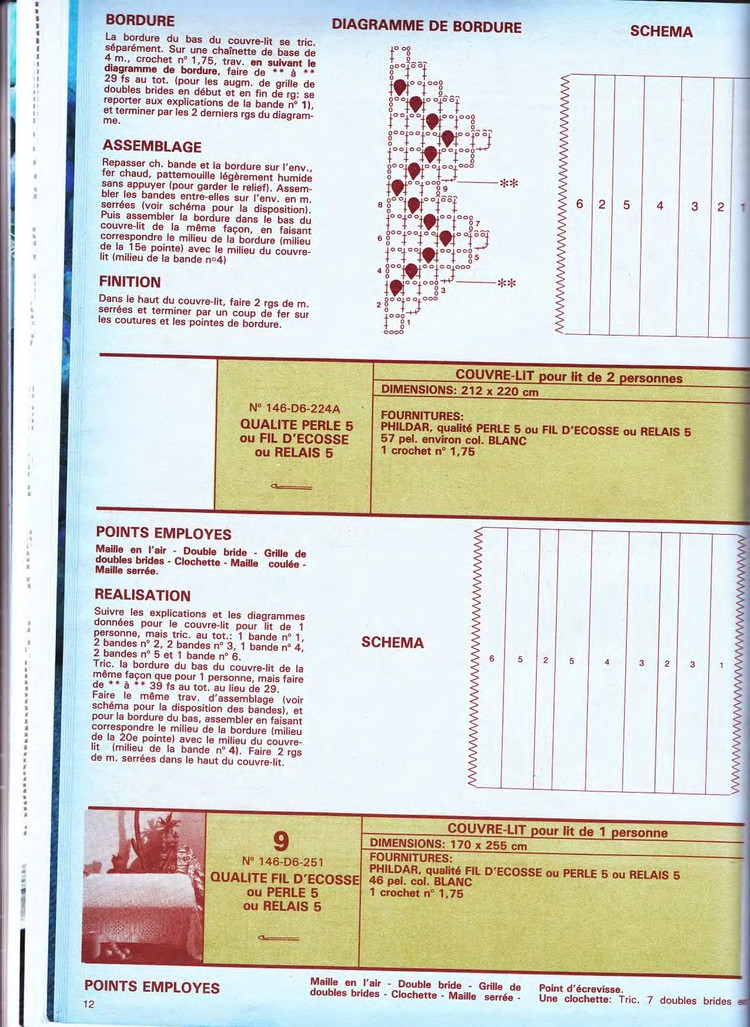 BORDURE
La bordure du bas du couvre-lit se tric.
séparément. Sur une chaînette de base de
4 m., crochet n° 1,75, trav. en suivant le
diagramme de bordure, faire de ** à **
29 fs au tot. (pour les augm. de grille de
doubles brides en début et en fin de rg: se
reporter aux explications de la bande n° 1),
et terminer par les 2 derniers rgs du diagram-
me.
ASSEMBLAGE
Repasser ch. bande et la bordure sur l'env.,
fer chaud, pattemouille légèrement humide
sans appuyer (pour garder le relief). Assem-
bler les bandes entre-elles sur l'env. en m.
serrées (voir schéma pour la disposition).
Puis assembler la bordure dans le bas du
couvre-lit de la même façon, en faisant
correspondre le milieu de la bordure (milieu
de la 15e pointe) avec le milieu du couvre-
lit (milieu de la bande n°4)
FINITION
Dans le haut du couvre-lit, faire 2 rgs de m.
serrées et terminer par un coup de fer sur
les coutures et les pointes de bordure.
DIAGRAMME DE BORDURE
**
9
8
7
6
5
4
**
3
2
1
SCHEMA
6 2 5 4 3 2 1
N° 146-D6-224A
QUALITE PERLE 5
ou FIL D'ECOSSE
ou RELAIS 5
COUVRE-LIT pour lit de 2 personnes
DIMENSIONS: 212 x 220 cm
FOURNITURES:
PHILDAR, qualité PERLE 5 ou FIL D'ECOSSE ou RELAIS 5
57 pel. environ col. BLANC
1 crochet n° 1,75
POINTS EMPLOYES
Maille en l'air - Double bride - Grille de
doubles brides - Clochette - Maille coulée -
Maille serrée.
REALISATION
Suivre les explications et les diagrammes
données pour le couvre-lit pour lit de 1
personne, mais tric. au tot.: 1 bande n° 1,
2 bandes n° 2, 2 bandes n° 3, 1 bande n° 4,
2 bandes n° 5 et 1 bande n° 6.
Tric. la bordure du bas du couvre-lit de la
même façon que pour 1 personne, mais faire
de ** à ** 39 fs au tot. au lieu de 29.
Faire le même trav. d'assemblage (voir
schéma pour la disposition des bandes), et
pour la bordure du bas, assembler en faisant
correspondre le milieu de la bordure (milieu
de la 20e pointe) avec le milieu du couvre-
lit (milieu de la bande n° 4). Faire 2 rgs
de m. serrées dans le haut du couvre-lit.
SCHEMA
6 5 2 5 4 3 2 3 1
9
N° 146-D6-251
QUALITE FIL D'ECOSSE
ou PERLE 5
ou RELAIS 5
COUVRE-LIT pour lit de 1 personne
DIMENSIONS: 170 x 255 cm
FOURNITURES:
PHILDAR, qualité FIL D'ECOSSE ou PERLE 5 ou RELAIS 5
46 pel. col. BLANC
1 crochet n° 1,75
POINTS EMPLOYES
Maille en l'air - Double bride - Grille de
doubles brides - Clochette - Maille serrée -
Point d'écrevisse.
Une clochette: Tric. 7 doubles brides en
12